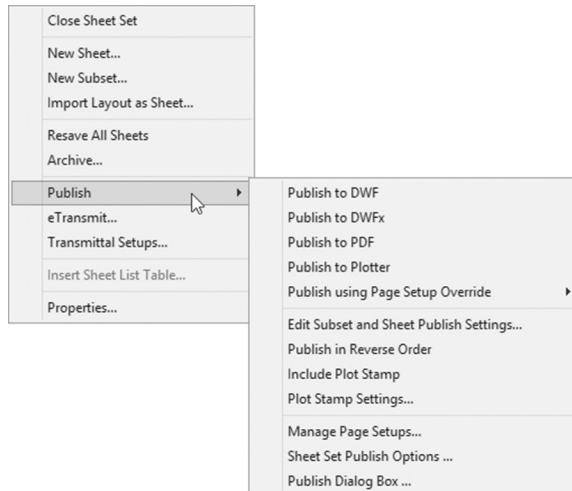 Close Sheet Set
New Sheet...
New Subset...
Import Layout as Sheet...
Resave All Sheets
Archive...
Publish
eTransmit...
Transmittal Setups...
Insert Sheet List Table...
Properties...
Publish to DWF
Publish to DWFx
Publish to PDF
Publish to Plotter
Publish using Page Setup Override
Edit Subset and Sheet Publish Settings...
Publish in Reverse Order
Include Plot Stamp
Plot Stamp Settings...
Manage Page Setups...
Sheet Set Publish Options ...
Publish Dialog Box ...